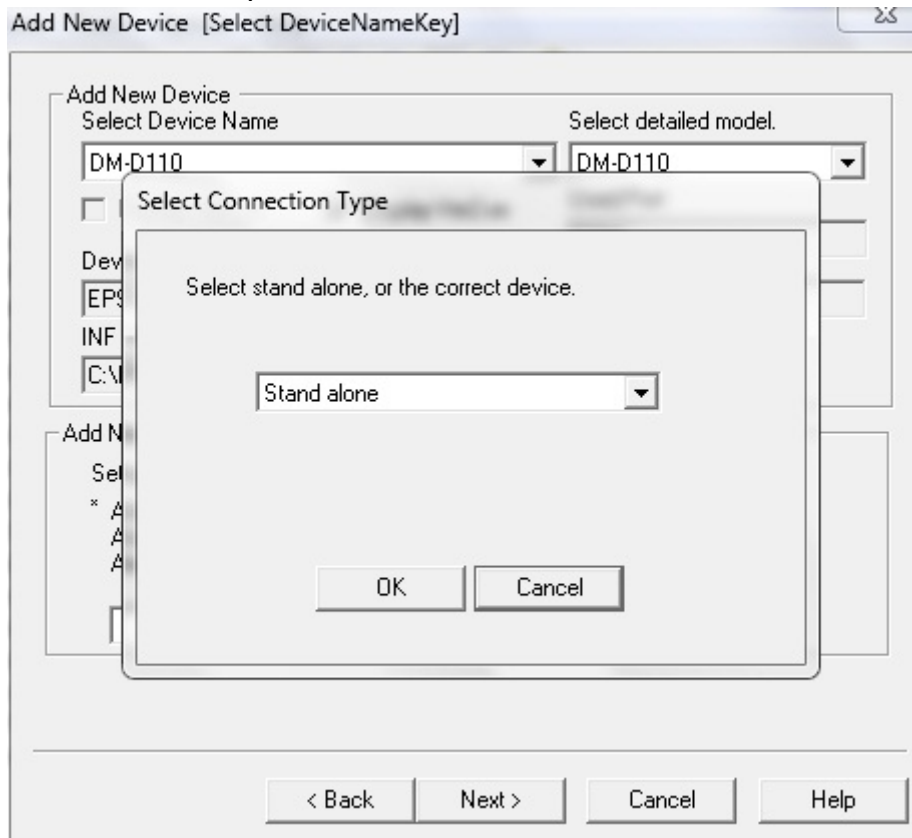 Add New Device [Select DeviceNameKey]
Add New Device
Select Device Name
Select detailed model.
DM-D110
DM-D110
Select Connection Type
Dev
EPS
INF
C:\
Select stand alone, or the correct device.
Stand alone
Add N
Sel
* A
A
A
OK
Cancel
< Back
Next >
Cancel
Help